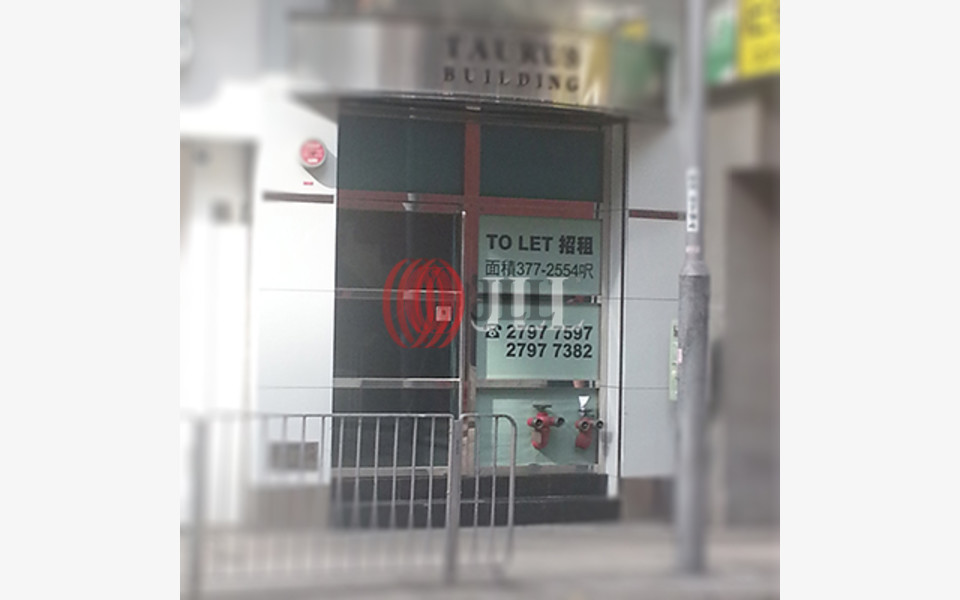 TAURUS
BUILDING
TO LET 招租
面積377-2554呎
JLL
☎ 2797 7597
2797 7382